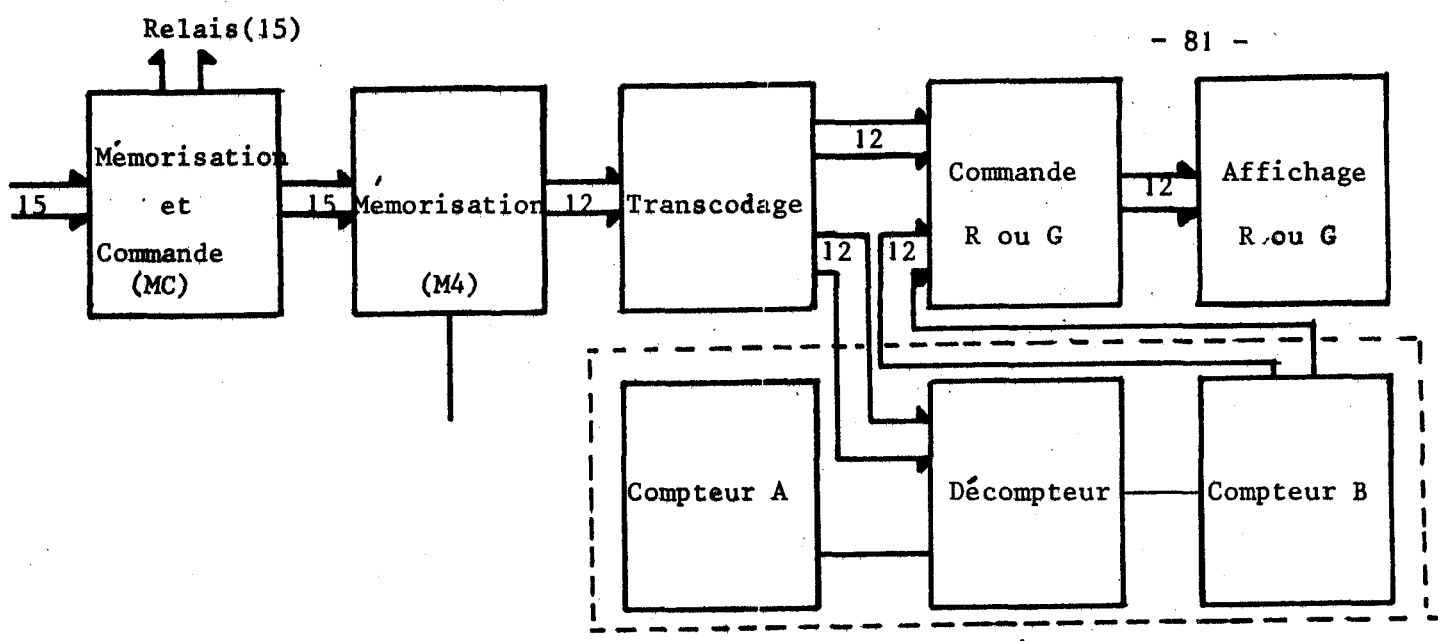 Relais(15)
- 81 -
15
Mémorisation
et
Commande
(MC)
15
Mémorisation
(M4)
12
Transcodage
12
12
12
Commande
R ou G
12
Affichage
R ou G
Compteur A
Décompteur
Compteur B